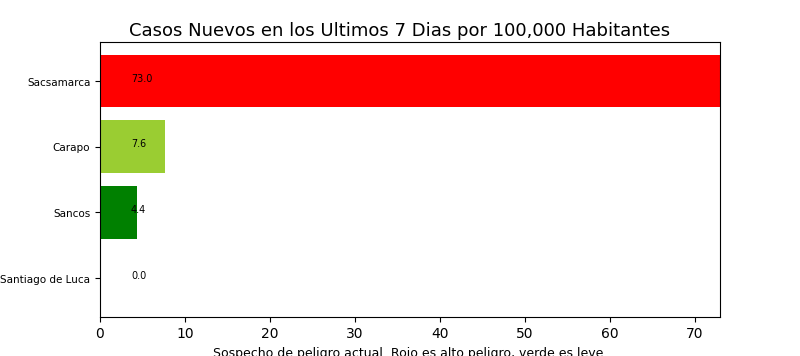 Casos Nuevos en los Ultimos 7 Dias por 100,000 Habitantes
Sacsamarca 73.0
Carapo 7.6
Sancos 4.4
Santiago de Luca 0.0
0 10 20 30 40 50 60 70
Sospecho de peligro actual. Rojo es alto peligro, verde es leve